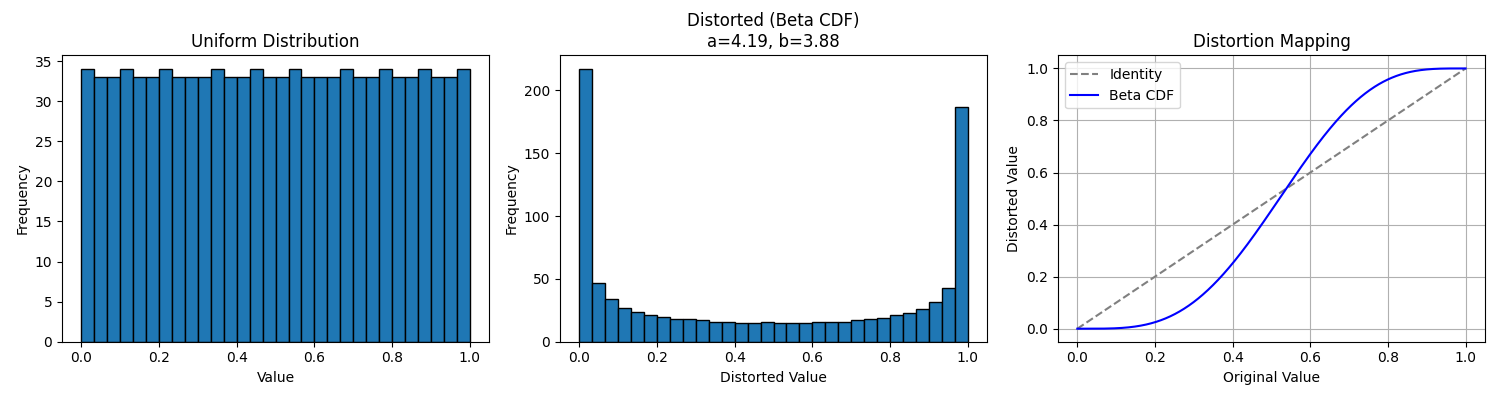 Uniform Distribution
35
30
25
20
15
10
5
0
Frequency
0.0 0.2 0.4 0.6 0.8 1.0
Value
Distorted (Beta CDF)
a=4.19, b=3.88
200
150
100
50
0
Frequency
0.0 0.2 0.4 0.6 0.8 1.0
Distorted Value
Distortion Mapping
Identity
Beta CDF
1.0
0.8
0.6
0.4
0.2
0.0
Distorted Value
0.0 0.2 0.4 0.6 0.8 1.0
Original Value